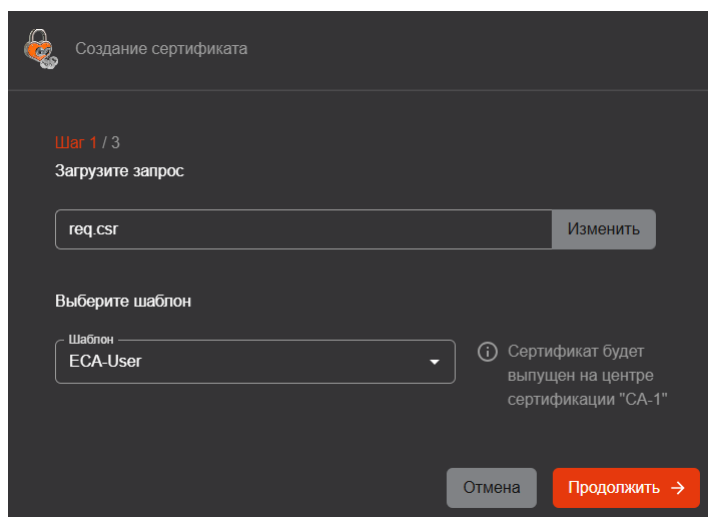 Создание сертификата
Шаг 1 / 3
Загрузите запрос
req.csr
Изменить
Выберите шаблон
Шаблон
ECA-User
Сертификат будет
выпущен на центре
сертификации "CA-1"
Отмена
Продолжить →